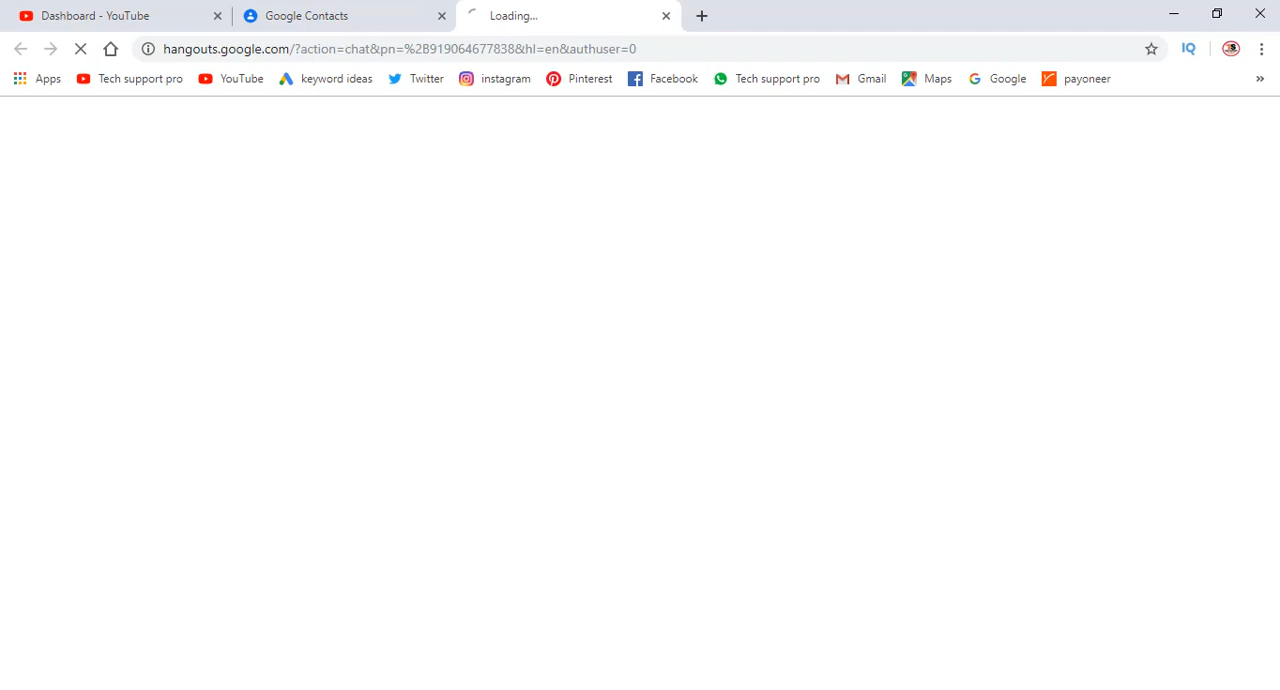 Dashboard - YouTube
Google Contacts
Loading...
hangouts.google.com/?action=chat&pn=%2B919064677838&hl=en&authuser=0
IQ
Apps
Tech support pro
YouTube
keyword ideas
Twitter
instagram
Pinterest
Facebook
Tech support pro
Gmail
Maps
Google
payoneer
»